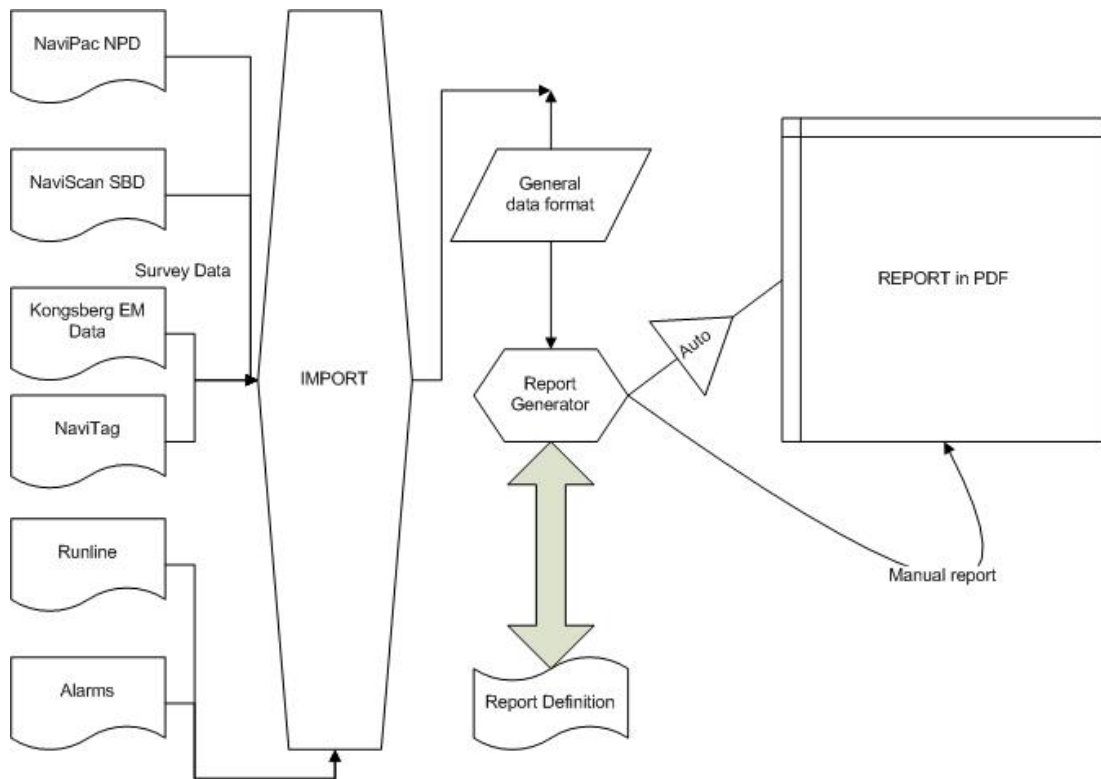 NaviPac NPD
NaviScan SBD
Survey Data
Kongsberg EM
Data
NaviTag
Runline
Alarms
IMPORT
General
data format
Report
Generator
Report Definition
Auto
REPORT in PDF
Manual report